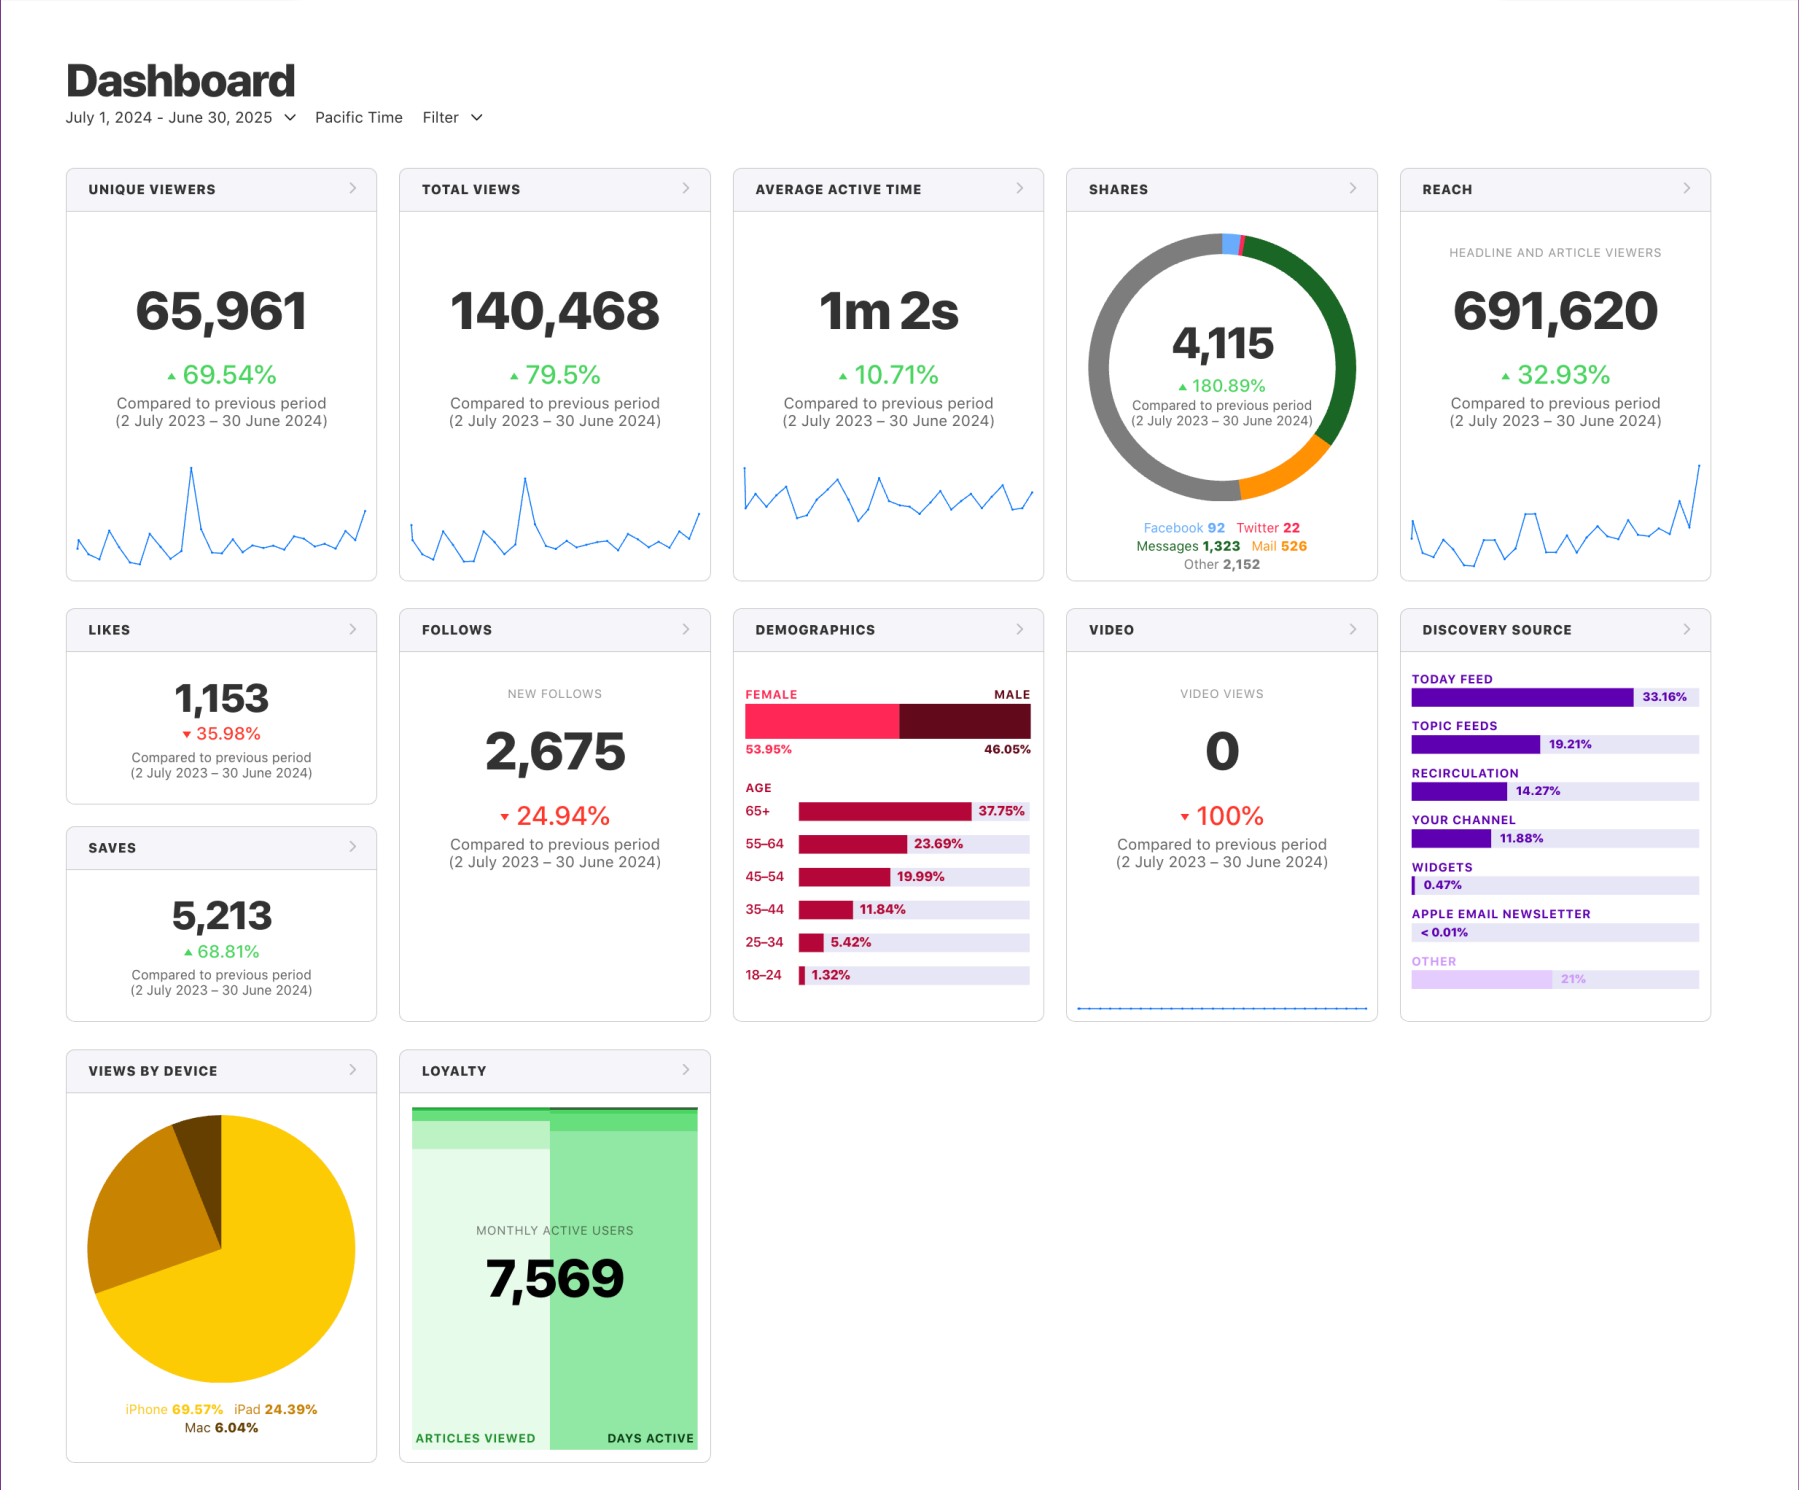 Dashboard
July 1, 2024 - June 30, 2025 Pacific Time Filter
UNIQUE VIEWERS
65,961
69.54%
Compared to previous period
(2 July 2023 – 30 June 2024)
TOTAL VIEWS
140,468
79.5%
Compared to previous period
(2 July 2023 – 30 June 2024)
AVERAGE ACTIVE TIME
1m 2s
10.71%
Compared to previous period
(2 July 2023 – 30 June 2024)
SHARES
4,115
180.89%
Compared to previous period
(2 July 2023 – 30 June 2024)
Facebook 92 Twitter 22
Messages 1,323 Mail 526
Other 2,152
REACH
HEADLINE AND ARTICLE VIEWERS
691,620
32.93%
Compared to previous period
(2 July 2023 – 30 June 2024)
LIKES
1,153
35.98%
Compared to previous period
(2 July 2023 – 30 June 2024)
SAVES
5,213
68.81%
Compared to previous period
(2 July 2023 – 30 June 2024)
FOLLOWS
NEW FOLLOWS
2,675
24.94%
Compared to previous period
(2 July 2023 – 30 June 2024)
DEMOGRAPHICS
FEMALE MALE
53.95% 46.05%
AGE
65+ 37.75%
55–64 23.69%
45–54 19.99%
35–44 11.84%
25–34 5.42%
18–24 1.32%
VIDEO
VIDEO VIEWS
0
100%
Compared to previous period
(2 July 2023 – 30 June 2024)
DISCOVERY SOURCE
TODAY FEED
33.16%
TOPIC FEEDS
19.21%
RECIRCULATION
14.27%
YOUR CHANNEL
11.88%
WIDGETS
0.47%
APPLE EMAIL NEWSLETTER
< 0.01%
OTHER
21%
VIEWS BY DEVICE
iPhone 69.57% iPad 24.39%
Mac 6.04%
LOYALTY
MONTHLY ACTIVE USERS
7,569
ARTICLES VIEWED DAYS ACTIVE